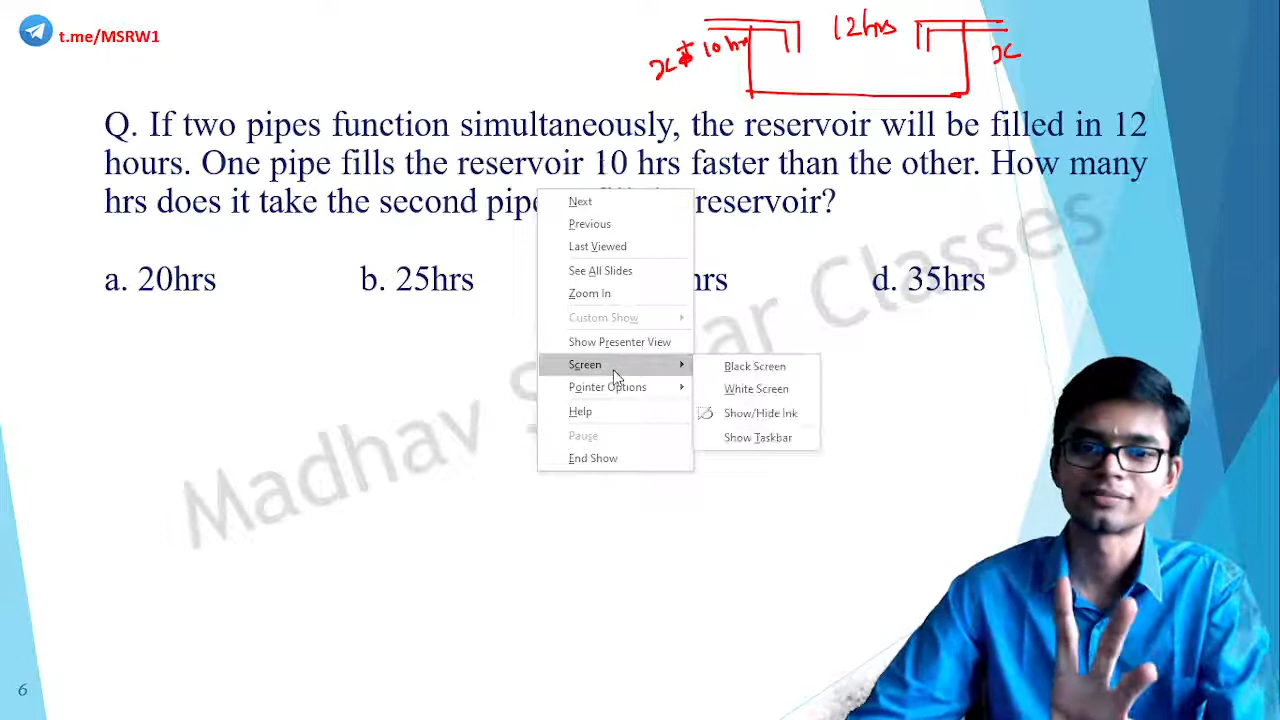 t.me/MSRW1
12hrs
x 10 hrs
x
Q. If two pipes function simultaneously, the reservoir will be filled in 12
hours. One pipe fills the reservoir 10 hrs faster than the other. How many
hrs does it take the second pipe reservoir?
a. 20hrs b. 25hrs hrs d. 35hrs
Next
Previous
Last Viewed
See All Slides
Zoom In
Custom Show
Show Presenter View
Screen
Pointer Options
Help
Pause
End Show
Black Screen
White Screen
Show/Hide Ink
Show Taskbar
Madhav Classes
6